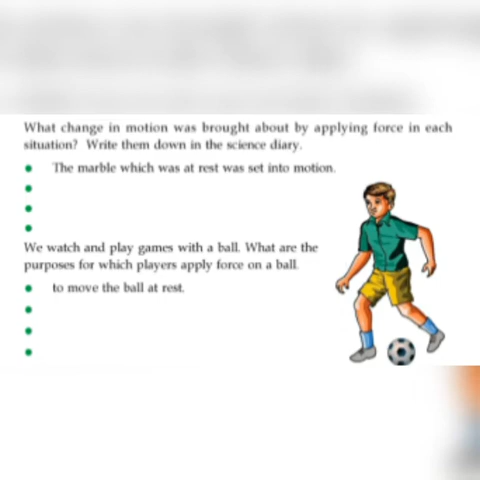 What change in motion was brought about by applying force in each
situation? Write them down in the science diary.
The marble which was at rest was set into motion.
We watch and play games with a ball. What are the
purposes for which players apply force on a ball.
to move the ball at rest.